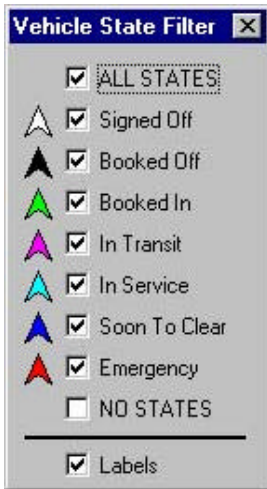 Vehicle State Filter
ALL STATES
Signed Off
Booked Off
Booked In
In Transit
In Service
Soon To Clear
Emergency
NO STATES
Labels